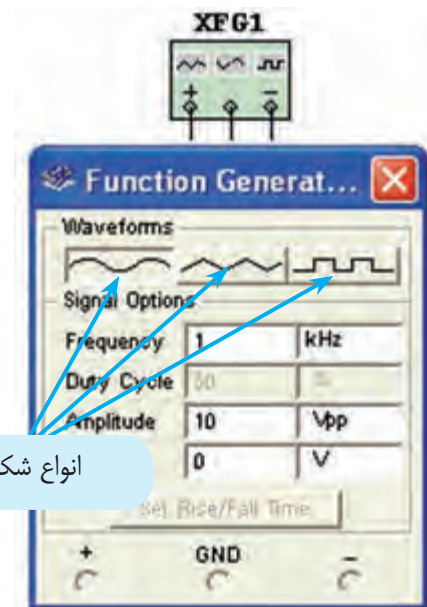 XFG1
+ −
Function Generat...
Waveforms
Signal Options
Frequency 1 kHz
Duty Cycle 50 %
Amplitude 10 Vpp
0 V
انواع شک
Set Rise/Fall Time
+ GND −